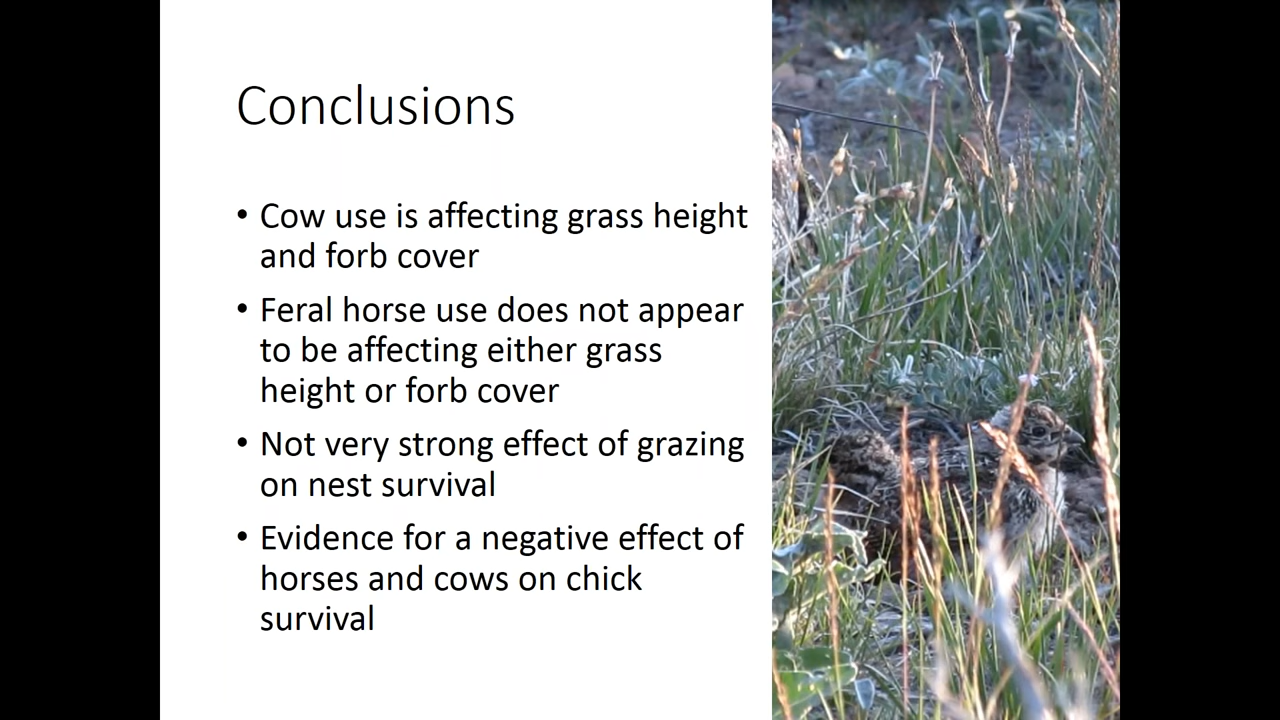 Conclusions
• Cow use is affecting grass height
and forb cover
• Feral horse use does not appear
to be affecting either grass
height or forb cover
• Not very strong effect of grazing
on nest survival
• Evidence for a negative effect of
horses and cows on chick
survival